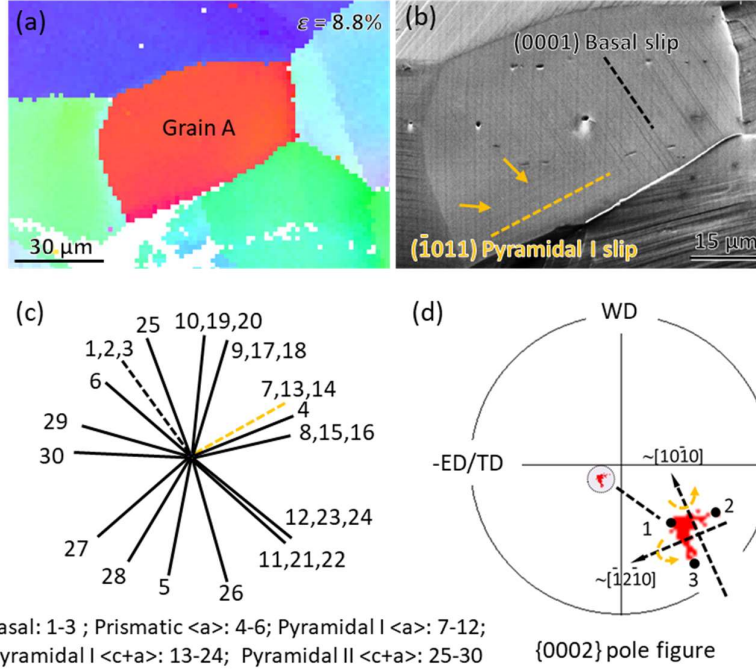 (a)
ε = 8.8%
Grain A
30 μm
(b)
(0001) Basal slip
(1̄011) Pyramidal I slip
15 μm
(c)
25
10,19,20
1,2,3
9,17,18
6
7,13,14
4
29
8,15,16
30
12,23,24
27
11,21,22
28
5
26
asal: 1-3 ; Prismatic <a>: 4-6; Pyramidal I <a>: 7-12;
yramidal I <c+a>: 13-24; Pyramidal II <c+a>: 25-30
(d)
WD
-ED/TD
~[101̄0]
1
2
3
~[1̄21̄0]
{0002} pole figure